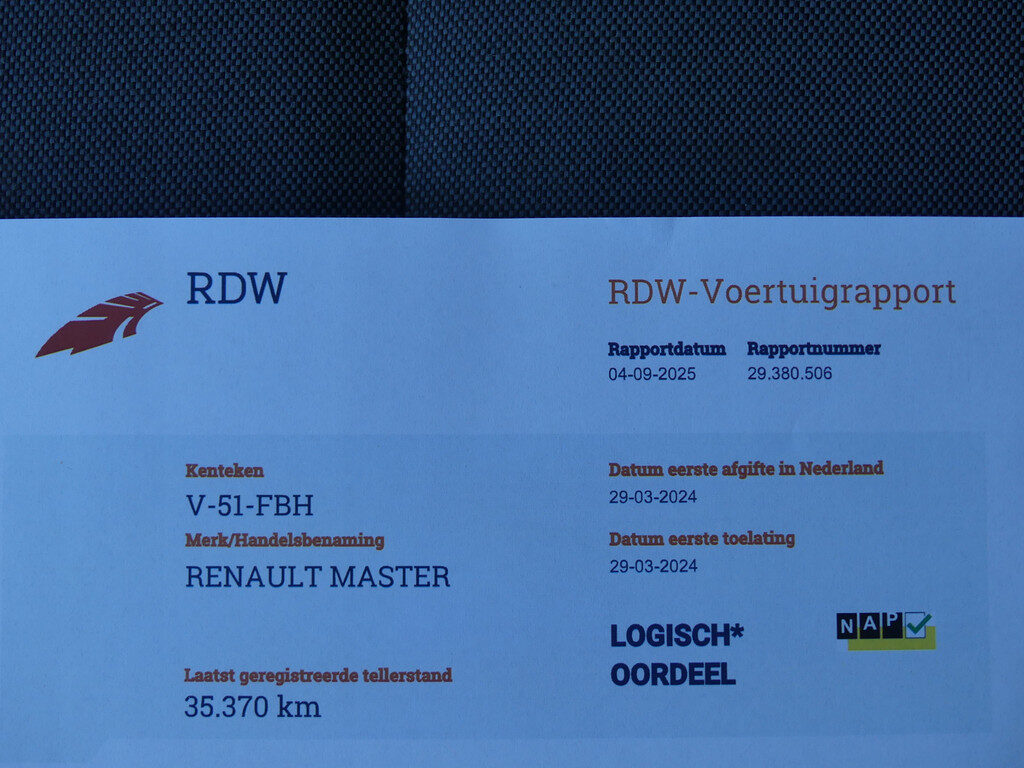 RDW
RDW-Voertuigrapport
Rapportdatum Rapportnummer
04-09-2025 29.380.506
Kenteken
V-51-FBH
Merk/Handelsbenaming
RENAULT MASTER
Laatst geregistreerde tellerstand
35.370 km
Datum eerste afgifte in Nederland
29-03-2024
Datum eerste toelating
29-03-2024
LOGISCH*
OORDEEL
NAP